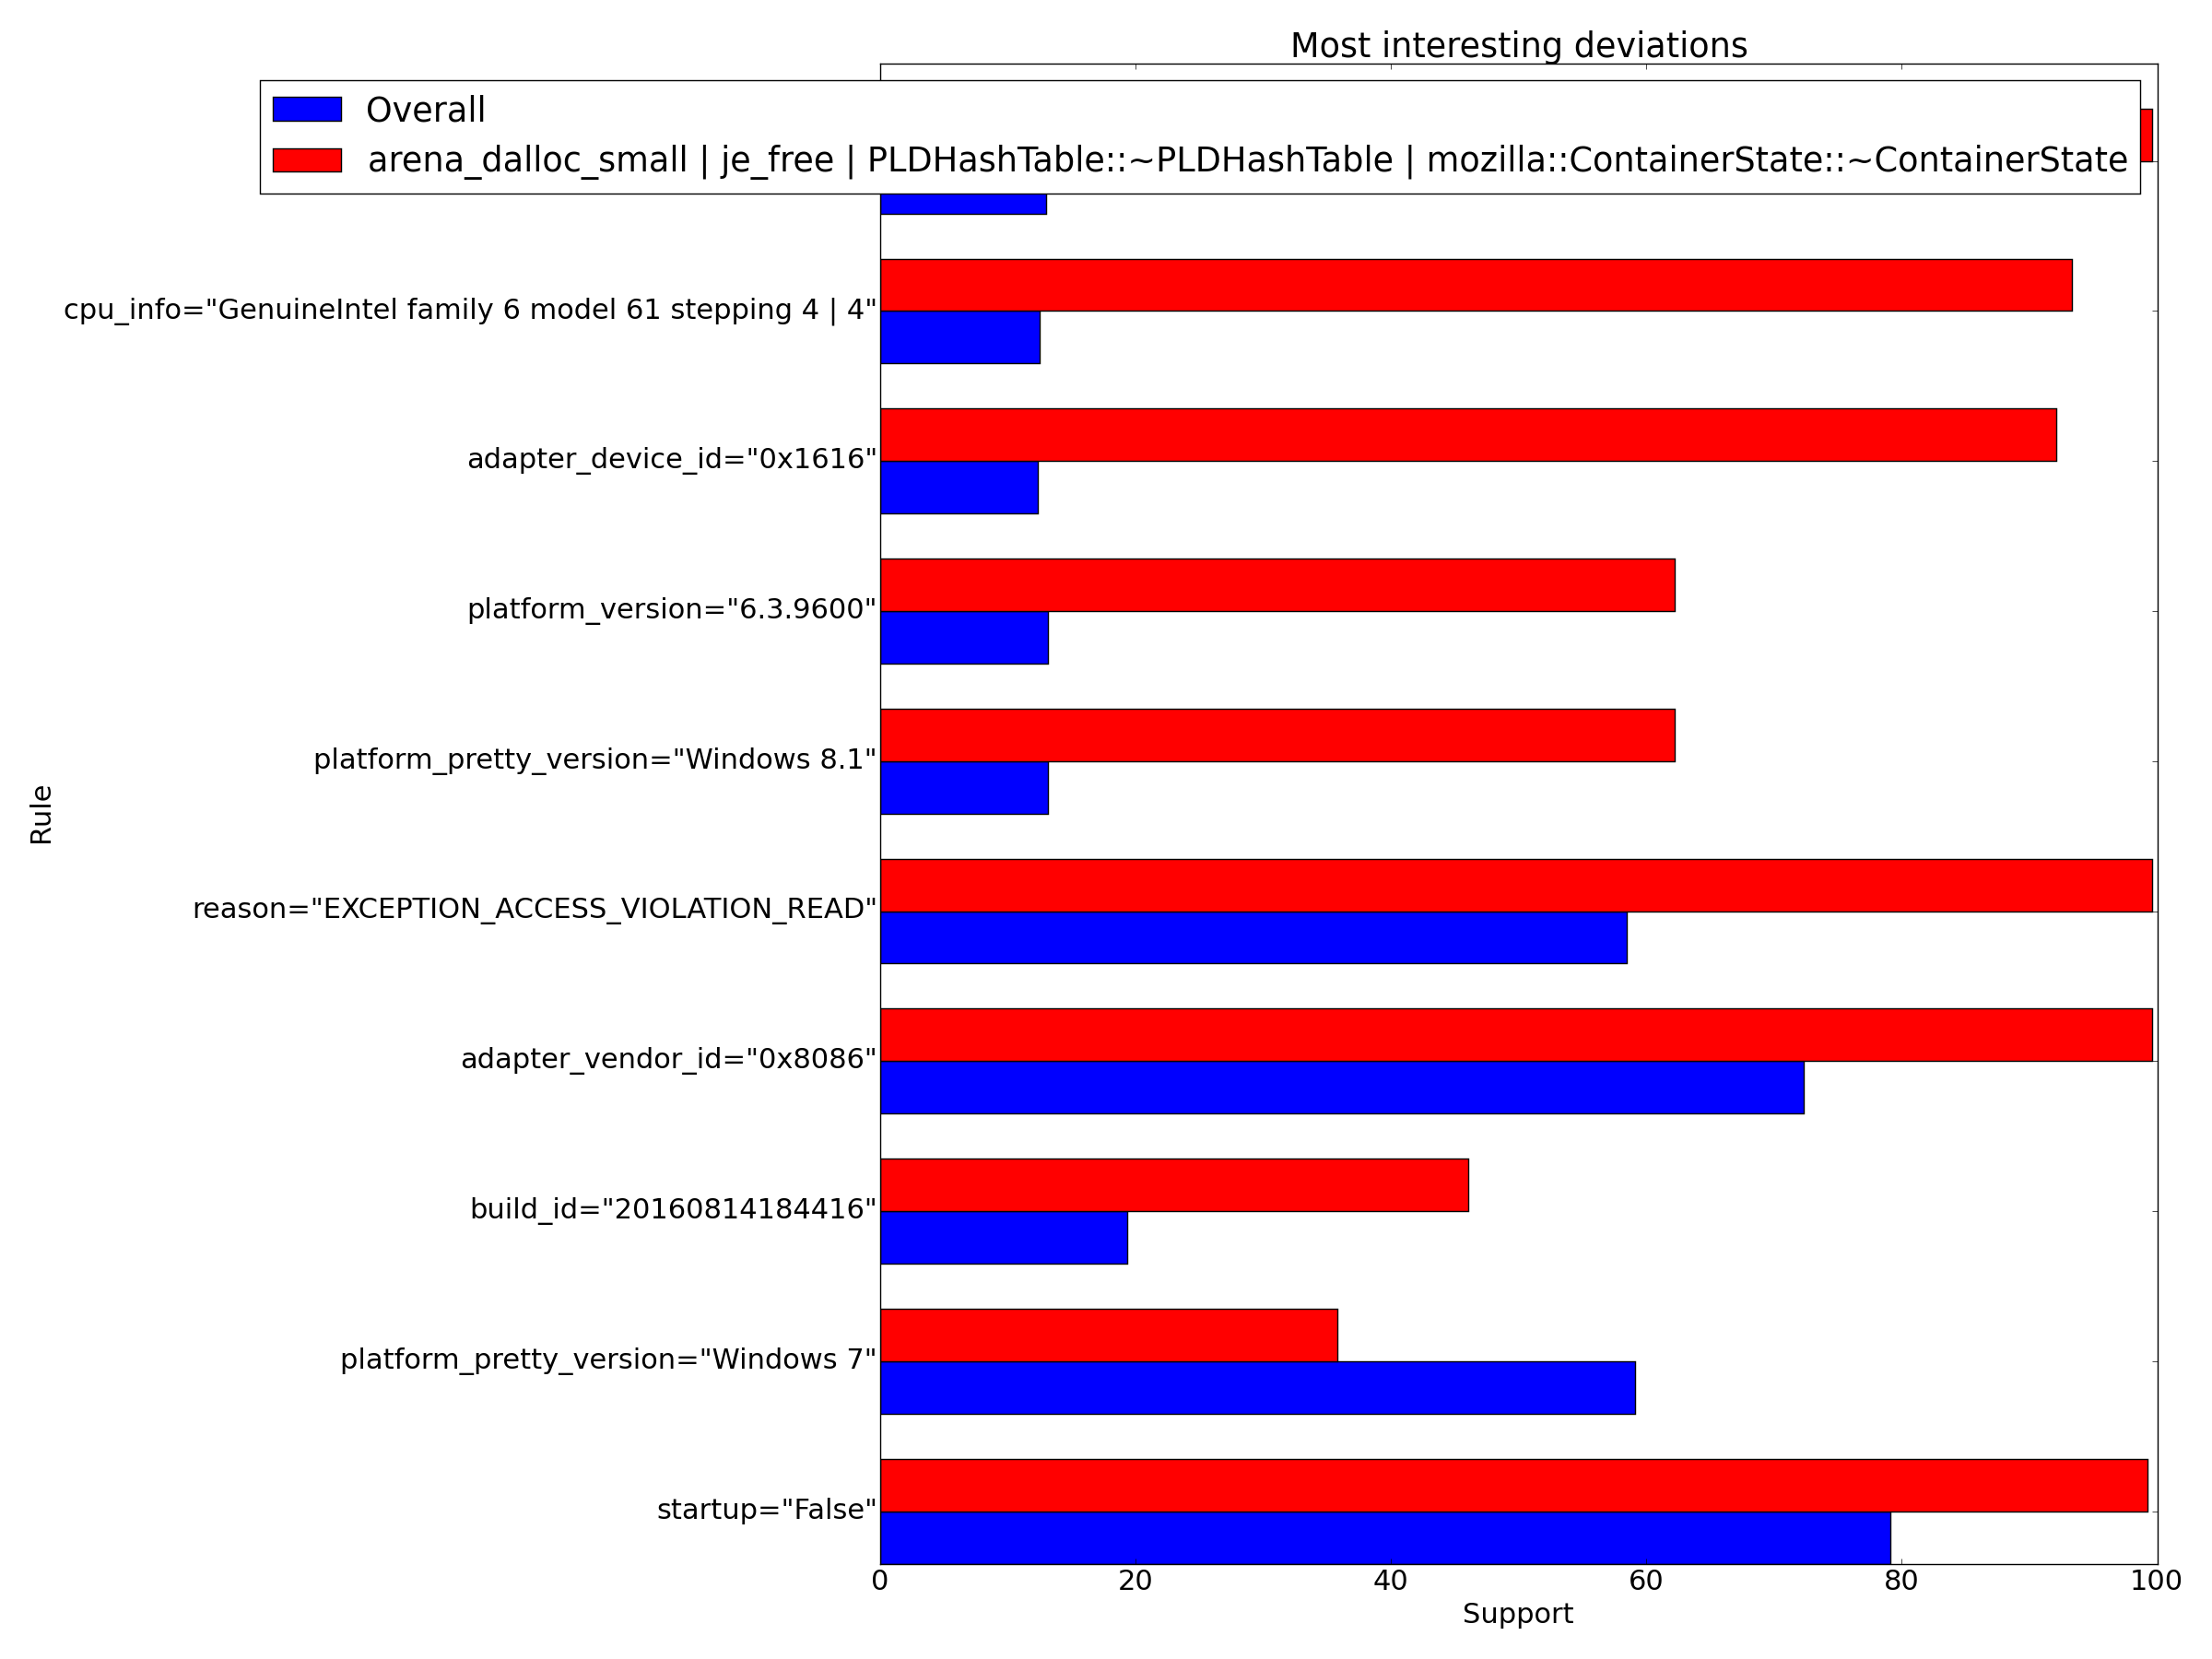 Most interesting deviations
Overall
arena_dalloc_small | je_free | PLDHashTable::~PLDHashTable | mozilla::ContainerState::~ContainerState
cpu_info="GenuineIntel family 6 model 61 stepping 4 | 4"
adapter_device_id="0x1616"
platform_version="6.3.9600"
platform_pretty_version="Windows 8.1"
Rule
reason="EXCEPTION_ACCESS_VIOLATION_READ"
adapter_vendor_id="0x8086"
build_id="20160814184416"
platform_pretty_version="Windows 7"
startup="False"
0 20 40 60 80 100
Support